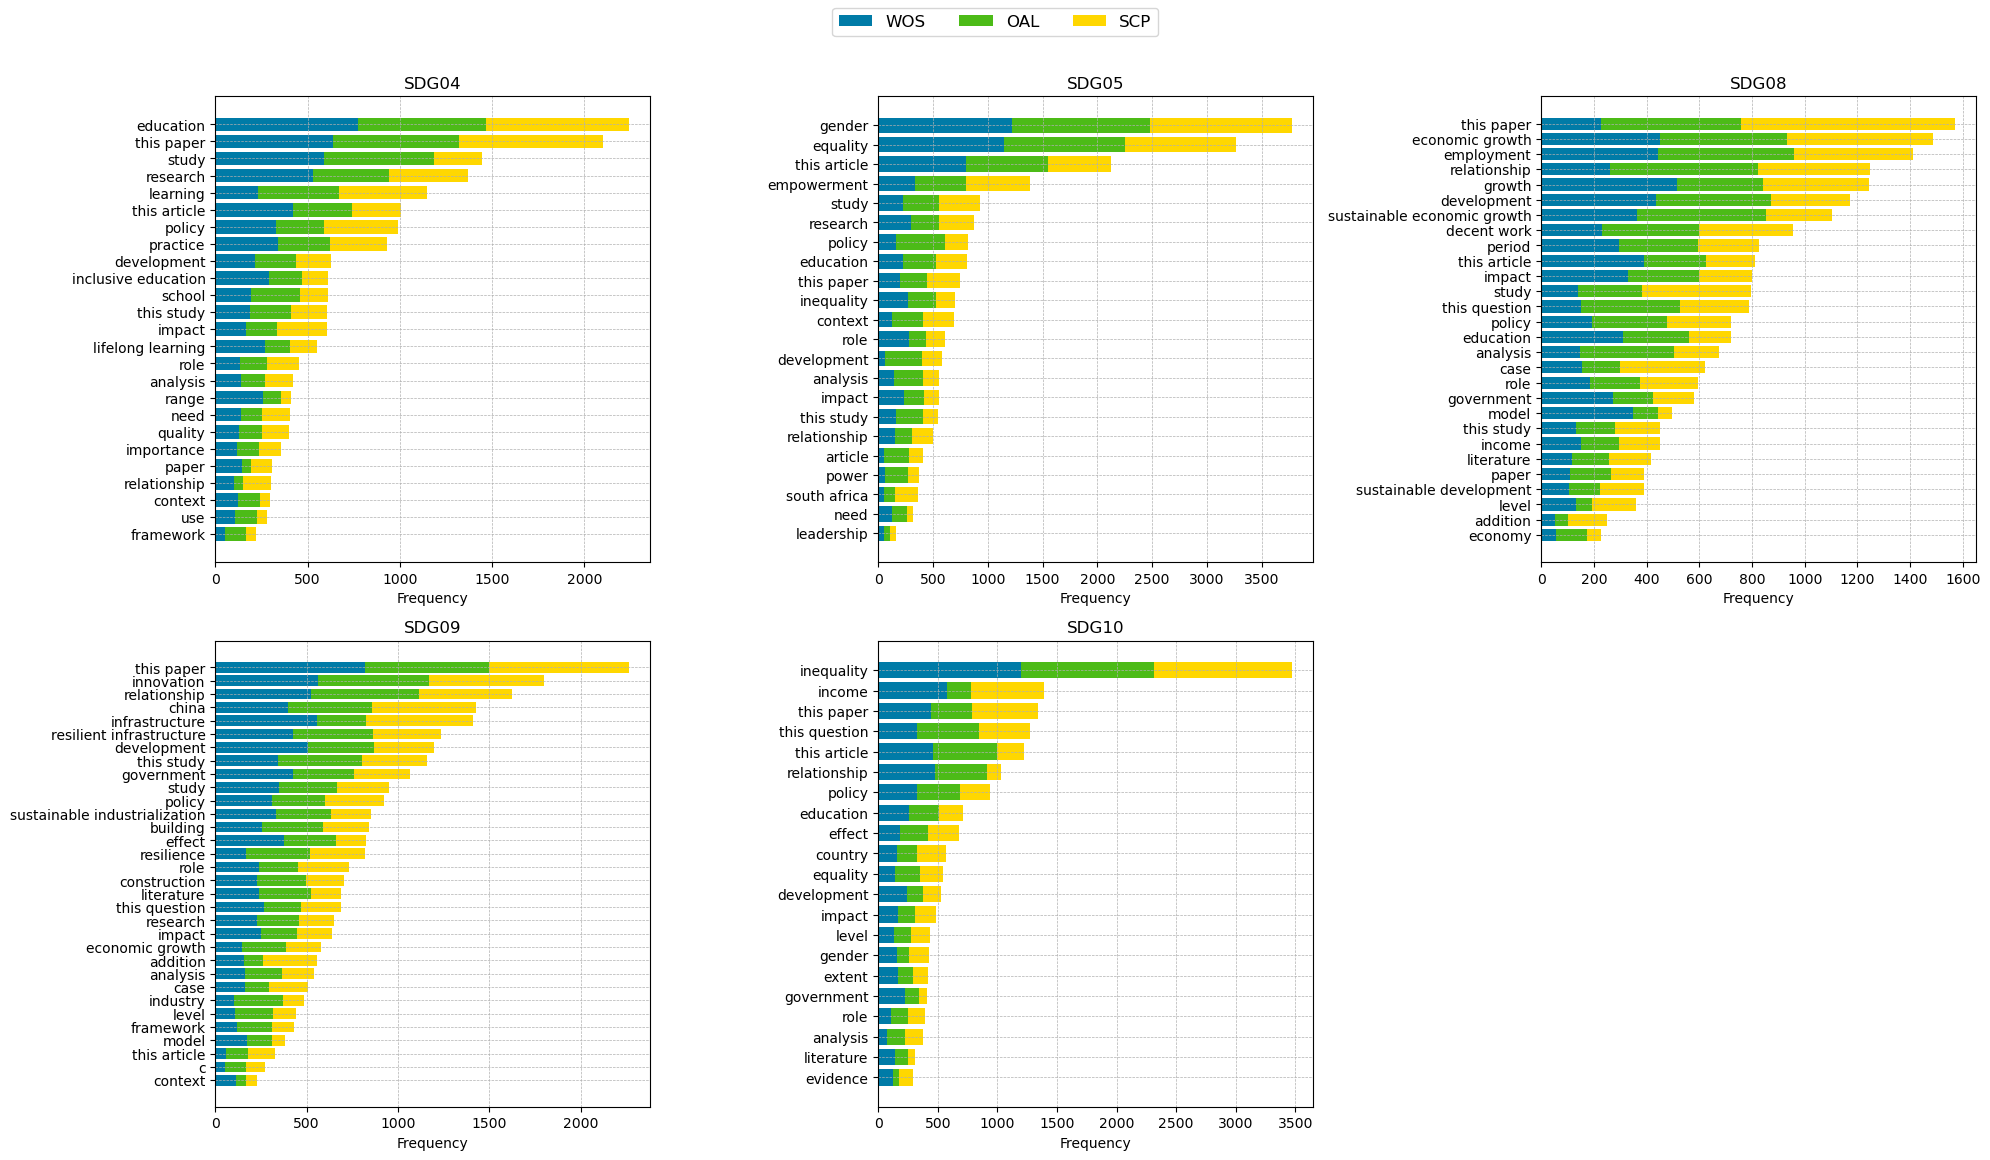 WOS OAL SCP
SDG04
education
this paper
study
research
learning
this article
policy
practice
development
inclusive education
school
this study
impact
lifelong learning
role
analysis
range
need
quality
importance
paper
relationship
context
use
framework
0 500 1000 1500 2000
Frequency
SDG05
gender
equality
this article
empowerment
study
research
policy
education
this paper
inequality
context
role
development
analysis
impact
this study
relationship
article
power
south africa
need
leadership
0 500 1000 1500 2000 2500 3000 3500
Frequency
SDG08
this paper
economic growth
employment
relationship
growth
development
sustainable economic growth
decent work
period
this article
impact
study
this question
policy
education
analysis
case
role
government
model
this study
income
literature
paper
sustainable development
level
addition
economy
0 200 400 600 800 1000 1200 1400 1600
Frequency
SDG09
this paper
innovation
relationship
china
infrastructure
resilient infrastructure
development
this study
government
study
policy
sustainable industrialization
building
effect
resilience
role
construction
literature
this question
research
impact
economic growth
addition
analysis
case
industry
level
framework
model
this article
c
context
0 500 1000 1500 2000
Frequency
SDG10
inequality
income
this paper
this question
this article
relationship
policy
education
effect
country
equality
development
impact
level
gender
extent
government
role
analysis
literature
evidence
0 500 1000 1500 2000 2500 3000 3500
Frequency